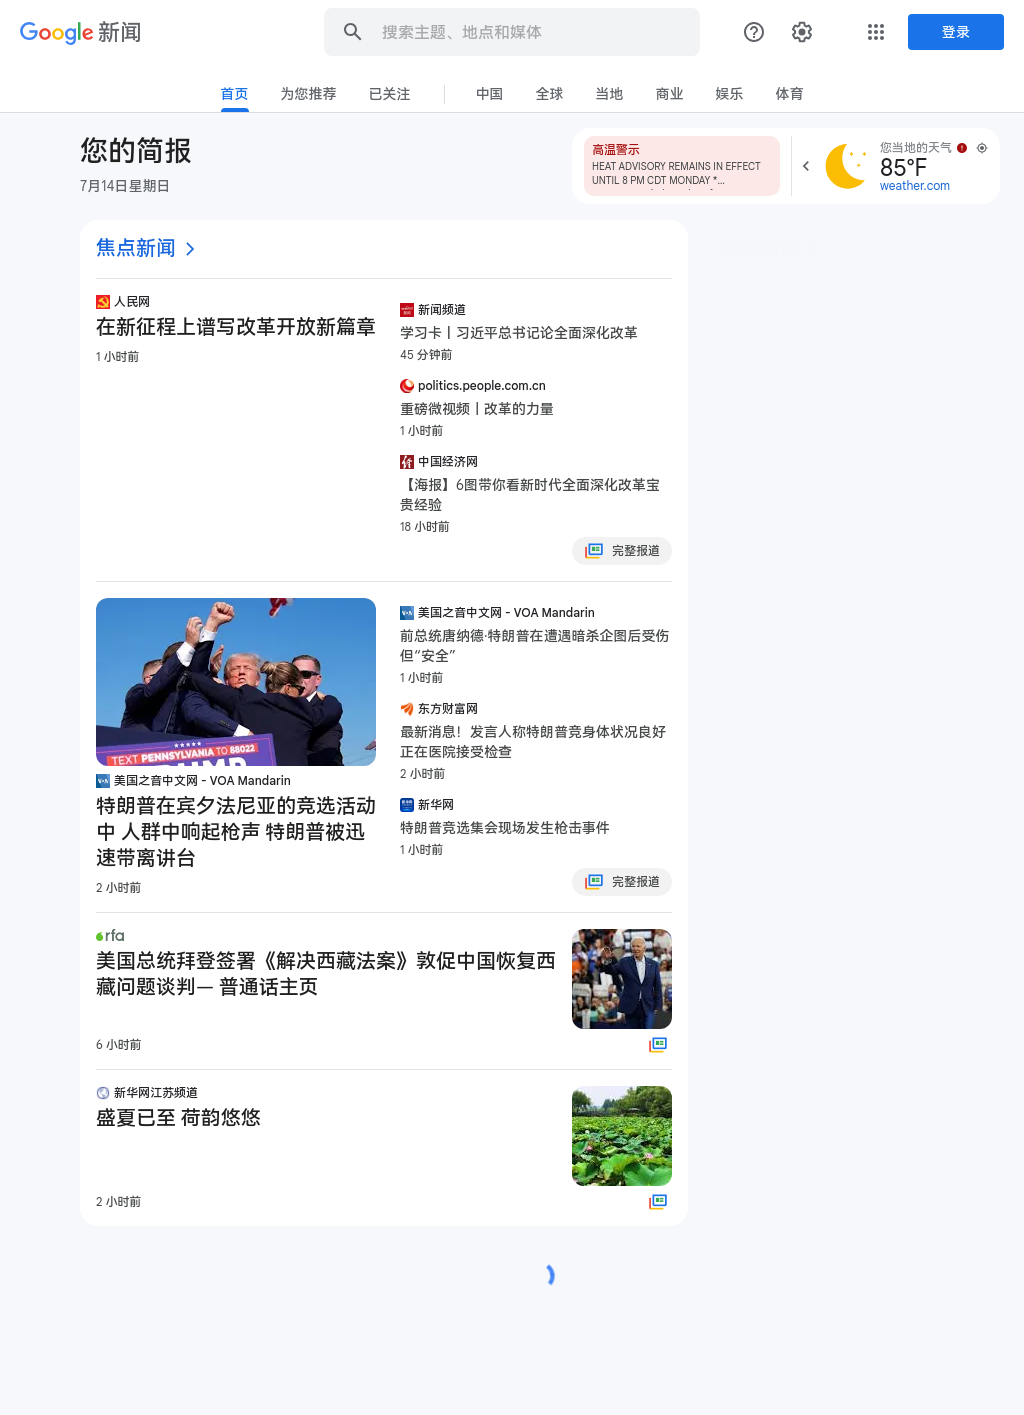 Google 新闻
搜索主题、地点和媒体
登录
首页 为您推荐 已关注 中国 全球 当地 商业 娱乐 体育
您的简报
7月14日星期日
高温警示
HEAT ADVISORY REMAINS IN EFFECT
UNTIL 8 PM CDT MONDAY *...
您当地的天气
85°F
weather.com
焦点新闻
人民网
在新征程上谱写改革开放新篇章
1 小时前
新闻频道
学习卡丨习近平总书记论全面深化改革
45 分钟前
politics.people.com.cn
重磅微视频丨改革的力量
1 小时前
中国经济网
【海报】6图带你看新时代全面深化改革宝
贵经验
18 小时前
完整报道
TEXT PENNSYLVANIA TO 88022
美国之音中文网 - VOA Mandarin
特朗普在宾夕法尼亚的竞选活动
中 人群中响起枪声 特朗普被迅
速带离讲台
2 小时前
美国之音中文网 - VOA Mandarin
前总统唐纳德·特朗普在遭遇暗杀企图后受伤
但“安全”
1 小时前
东方财富网
最新消息！发言人称特朗普竞身体状况良好
正在医院接受检查
2 小时前
新华网
特朗普竞选集会现场发生枪击事件
1 小时前
完整报道
rfa
美国总统拜登签署《解决西藏法案》敦促中国恢复西
藏问题谈判— 普通话主页
6 小时前
新华网江苏频道
盛夏已至 荷韵悠悠
2 小时前